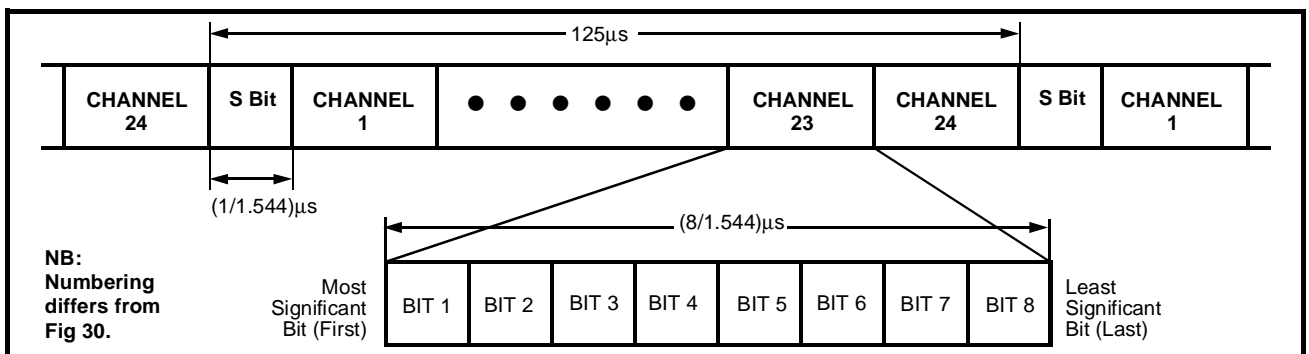 125μs
CHANNEL 24
S Bit
CHANNEL 1
CHANNEL 23
CHANNEL 24
S Bit
CHANNEL 1
(1/1.544)μs
(8/1.544)μs
NB:
Numbering
differs from
Fig 30.
Most
Significant
Bit (First)
BIT 1
BIT 2
BIT 3
BIT 4
BIT 5
BIT 6
BIT 7
BIT 8
Least
Significant
Bit (Last)